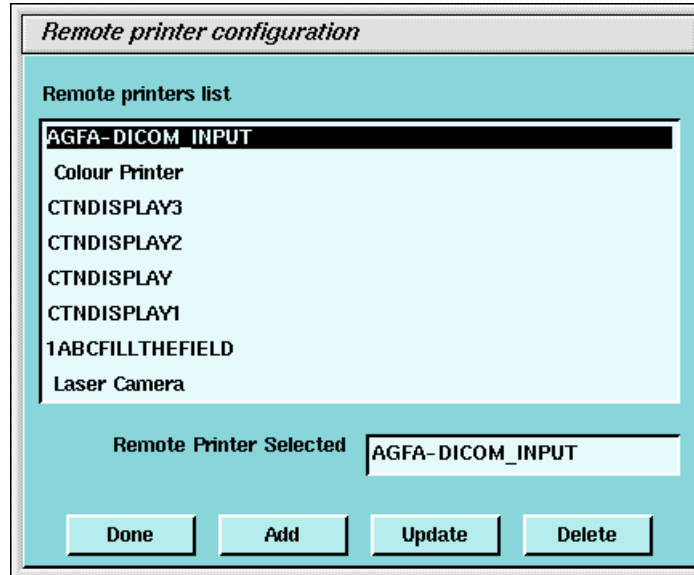 Remote printer configuration
Remote printers list
AGFA-DICOM_INPUT
Colour Printer
CTNDISPLAY3
CTNDISPLAY2
CTNDISPLAY
CTNDISPLAY1
1ABCFILLTHEFIELD
Laser Camera
Remote Printer Selected AGFA-DICOM_INPUT
Done Add Update Delete